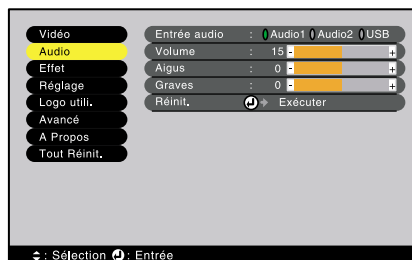 Vidéo
Audio
Effet
Réglage
Logo utili.
Avancé
A Propos
Tout Réinit.
Entrée audio : Audio1 Audio2 USB
Volume : 15 - +
Aigus : 0 - +
Graves : 0 - +
Réinit. Exécuter
: Sélection : Entrée